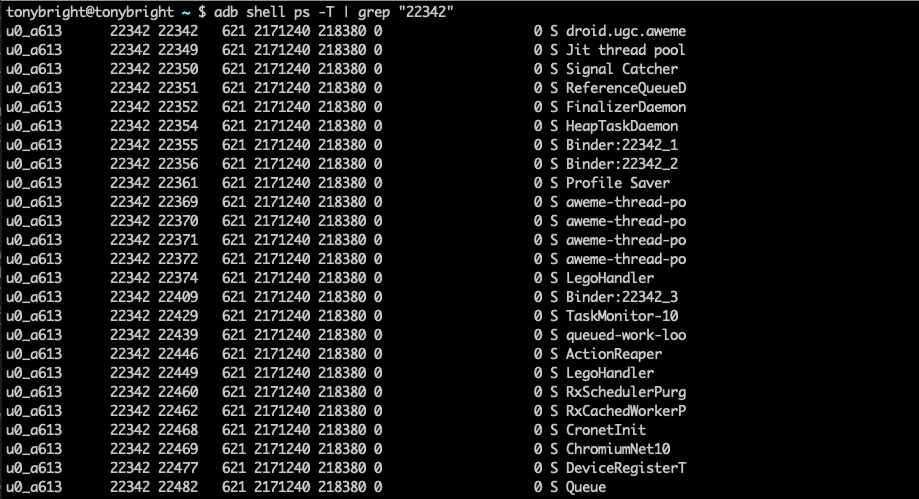 tonybright@tonybright ~ $ adb shell ps -T | grep "22342"
u0_a613 22342 22342 621 2171240 218380 0 0 S droid.ugc.aweme
u0_a613 22342 22349 621 2171240 218380 0 0 S Jit thread pool
u0_a613 22342 22350 621 2171240 218380 0 0 S Signal Catcher
u0_a613 22342 22351 621 2171240 218380 0 0 S ReferenceQueueD
u0_a613 22342 22352 621 2171240 218380 0 0 S FinalizerDaemon
u0_a613 22342 22354 621 2171240 218380 0 0 S HeapTaskDaemon
u0_a613 22342 22355 621 2171240 218380 0 0 S Binder:22342_1
u0_a613 22342 22356 621 2171240 218380 0 0 S Binder:22342_2
u0_a613 22342 22361 621 2171240 218380 0 0 S Profile Saver
u0_a613 22342 22369 621 2171240 218380 0 0 S aweme-thread-po
u0_a613 22342 22370 621 2171240 218380 0 0 S aweme-thread-po
u0_a613 22342 22371 621 2171240 218380 0 0 S aweme-thread-po
u0_a613 22342 22372 621 2171240 218380 0 0 S aweme-thread-po
u0_a613 22342 22374 621 2171240 218380 0 0 S LegoHandler
u0_a613 22342 22409 621 2171240 218380 0 0 S Binder:22342_3
u0_a613 22342 22429 621 2171240 218380 0 0 S TaskMonitor-10
u0_a613 22342 22439 621 2171240 218380 0 0 S queued-work-loo
u0_a613 22342 22446 621 2171240 218380 0 0 S ActionReaper
u0_a613 22342 22449 621 2171240 218380 0 0 S LegoHandler
u0_a613 22342 22460 621 2171240 218380 0 0 S RxSchedulerPurg
u0_a613 22342 22462 621 2171240 218380 0 0 S RxCachedWorkerP
u0_a613 22342 22468 621 2171240 218380 0 0 S CronetInit
u0_a613 22342 22469 621 2171240 218380 0 0 S ChromiumNet10
u0_a613 22342 22477 621 2171240 218380 0 0 S DeviceRegisterT
u0_a613 22342 22482 621 2171240 218380 0 0 S Queue